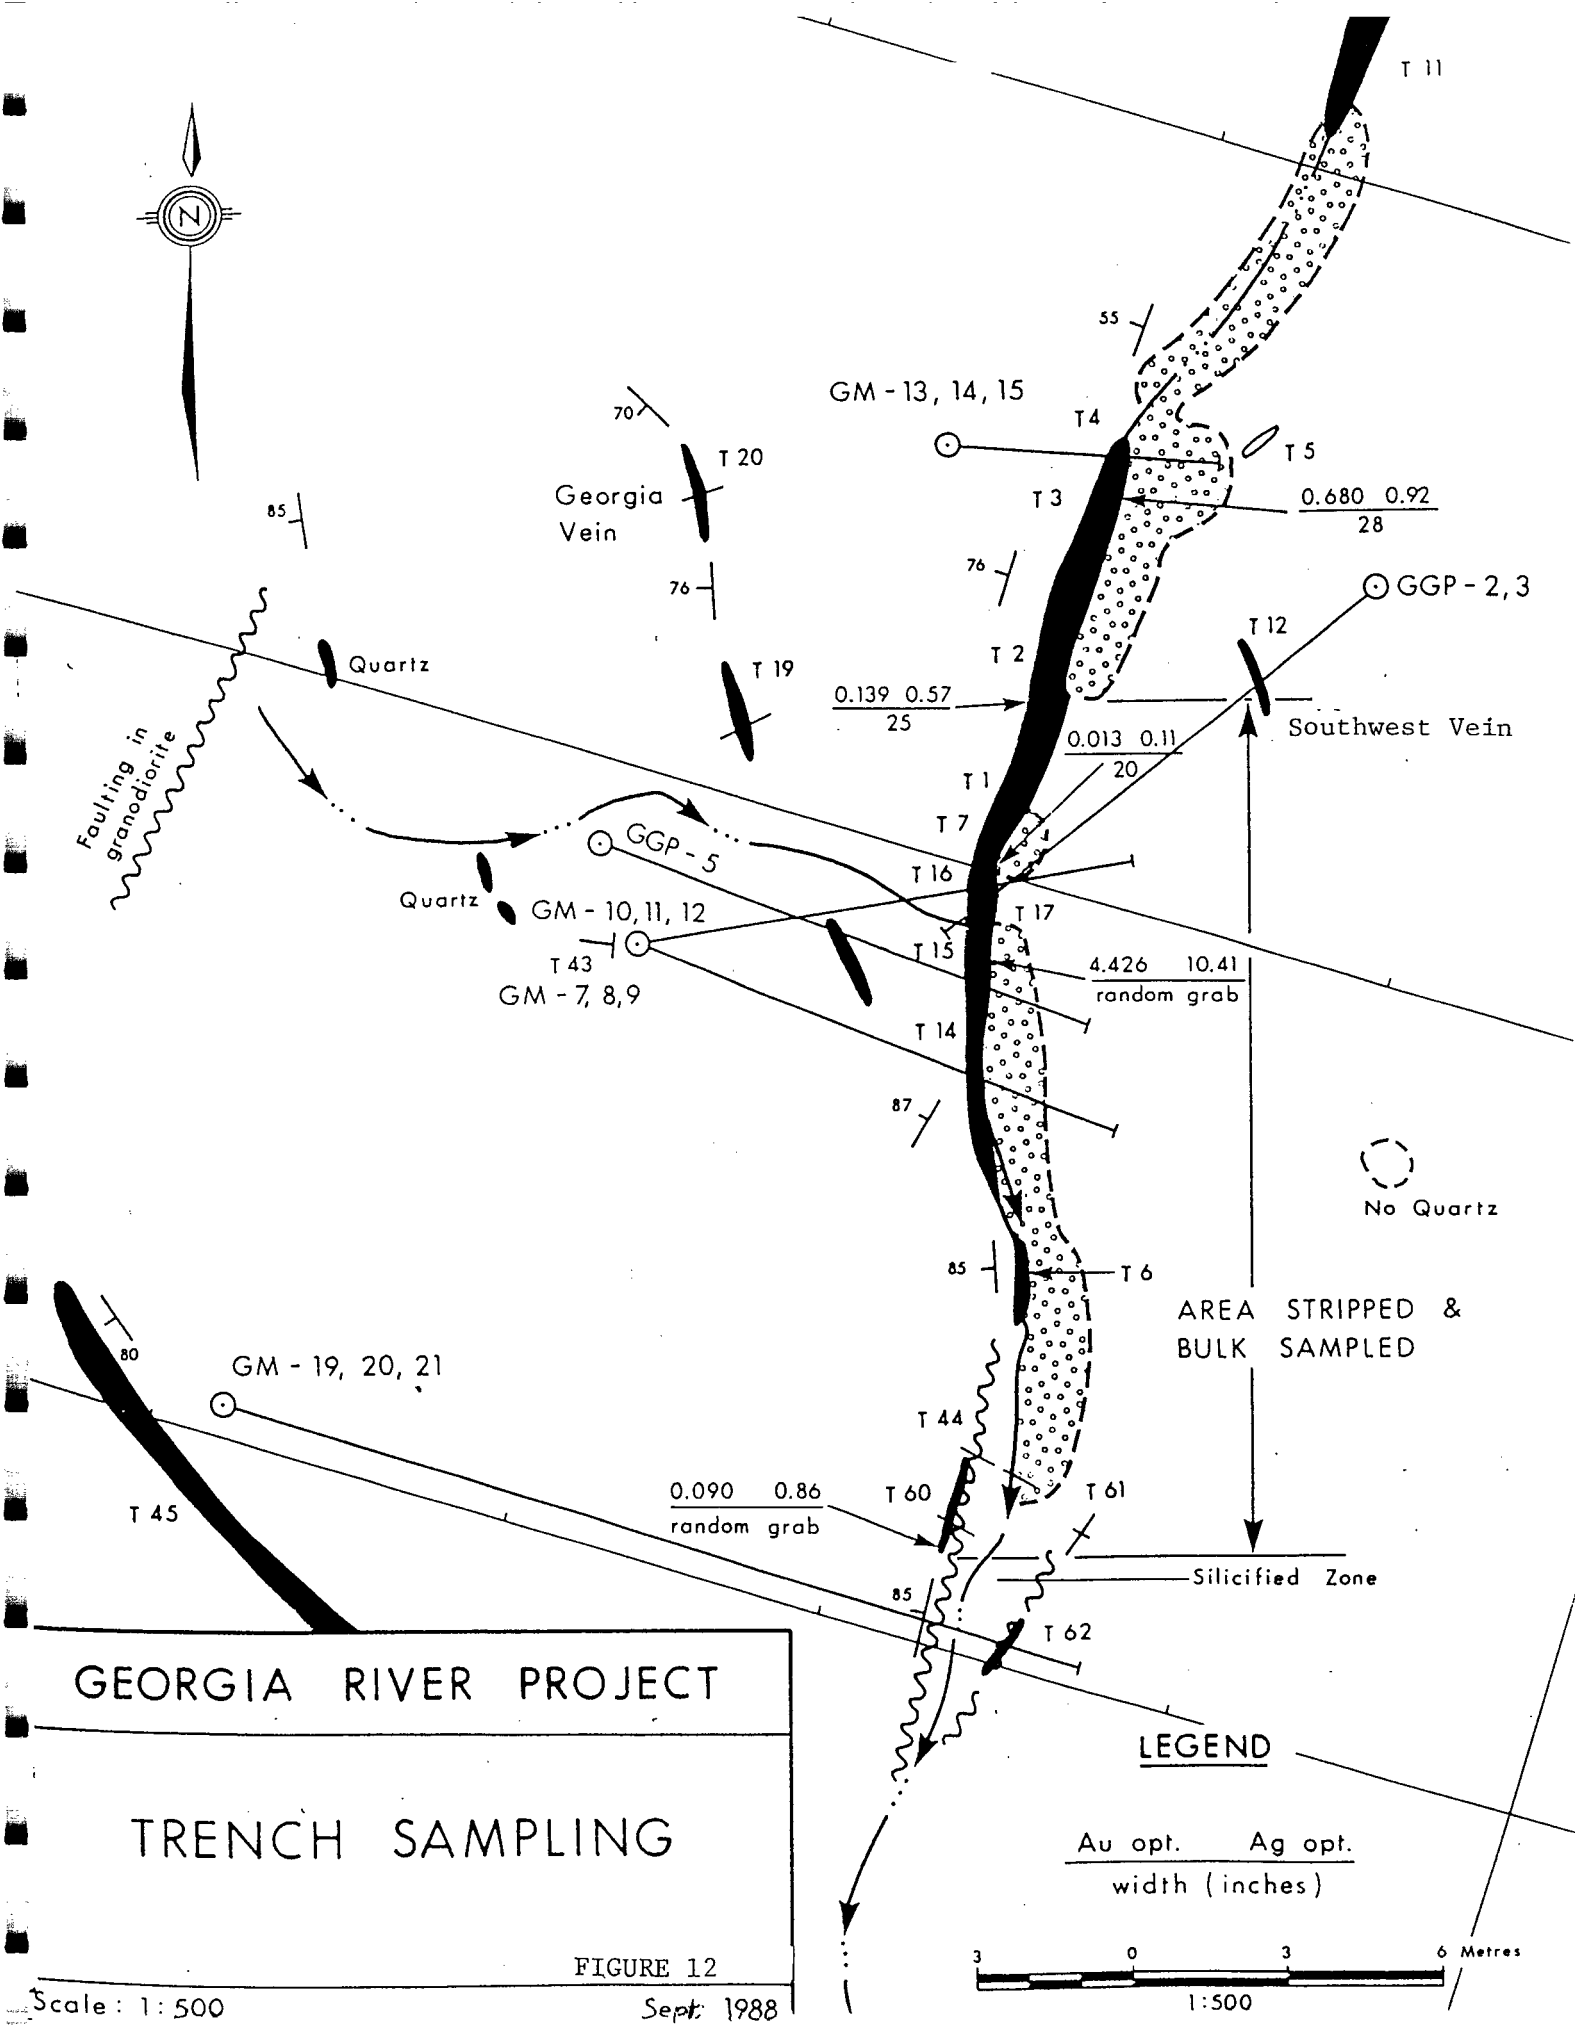 T 11
N
55
GM - 13, 14, 15
T 4
70
T 20
T 5
Georgia
Vein
T 3
0.680 0.92
28
85
76
76
GGP - 2, 3
T 12
T 2
Quartz
T 19
0.139 0.57
25
Southwest Vein
Faulting in
granodiorite
0.013 0.11
20
T 1
T 7
GGP - 5
T 16
Quartz
GM - 10, 11, 12
T 17
T 15
T 43
GM - 7, 8, 9
4.426 10.41
random grab
T 14
87
No Quartz
85
T 6
AREA STRIPPED &
BULK SAMPLED
80
GM - 19, 20, 21
T 44
T 45
0.090 0.86
random grab
T 60
T 61
Silicified Zone
85
T 62
GEORGIA RIVER PROJECT
TRENCH SAMPLING
FIGURE 12
Scale : 1 : 500
Sept. 1988
LEGEND
Au opt. Ag opt.
width (inches)
3 0 3 6 Metres
1:500